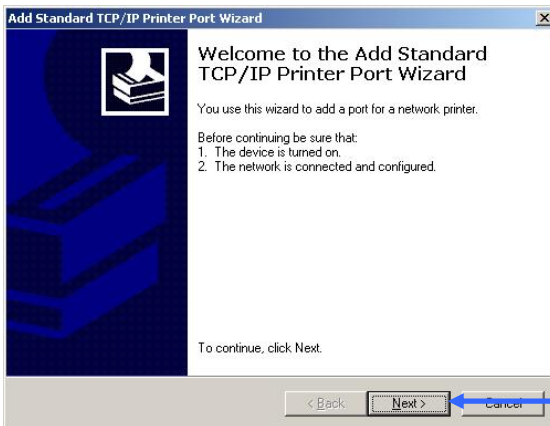 Add Standard TCP/IP Printer Port Wizard
Welcome to the Add Standard
TCP/IP Printer Port Wizard
You use this wizard to add a port for a network printer.
Before continuing be sure that:
1. The device is turned on.
2. The network is connected and configured.
To continue, click Next.
< Back Next > Cancel